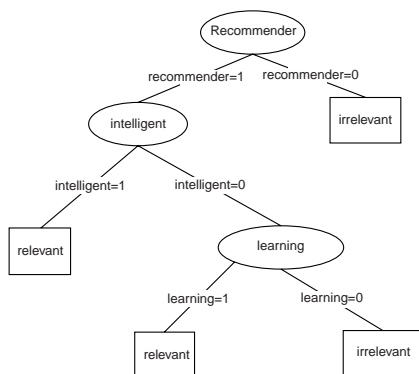 Recommender
recommender=1
recommender=0
intelligent
irrelevant
intelligent=1
intelligent=0
relevant
learning
learning=1
learning=0
relevant
irrelevant